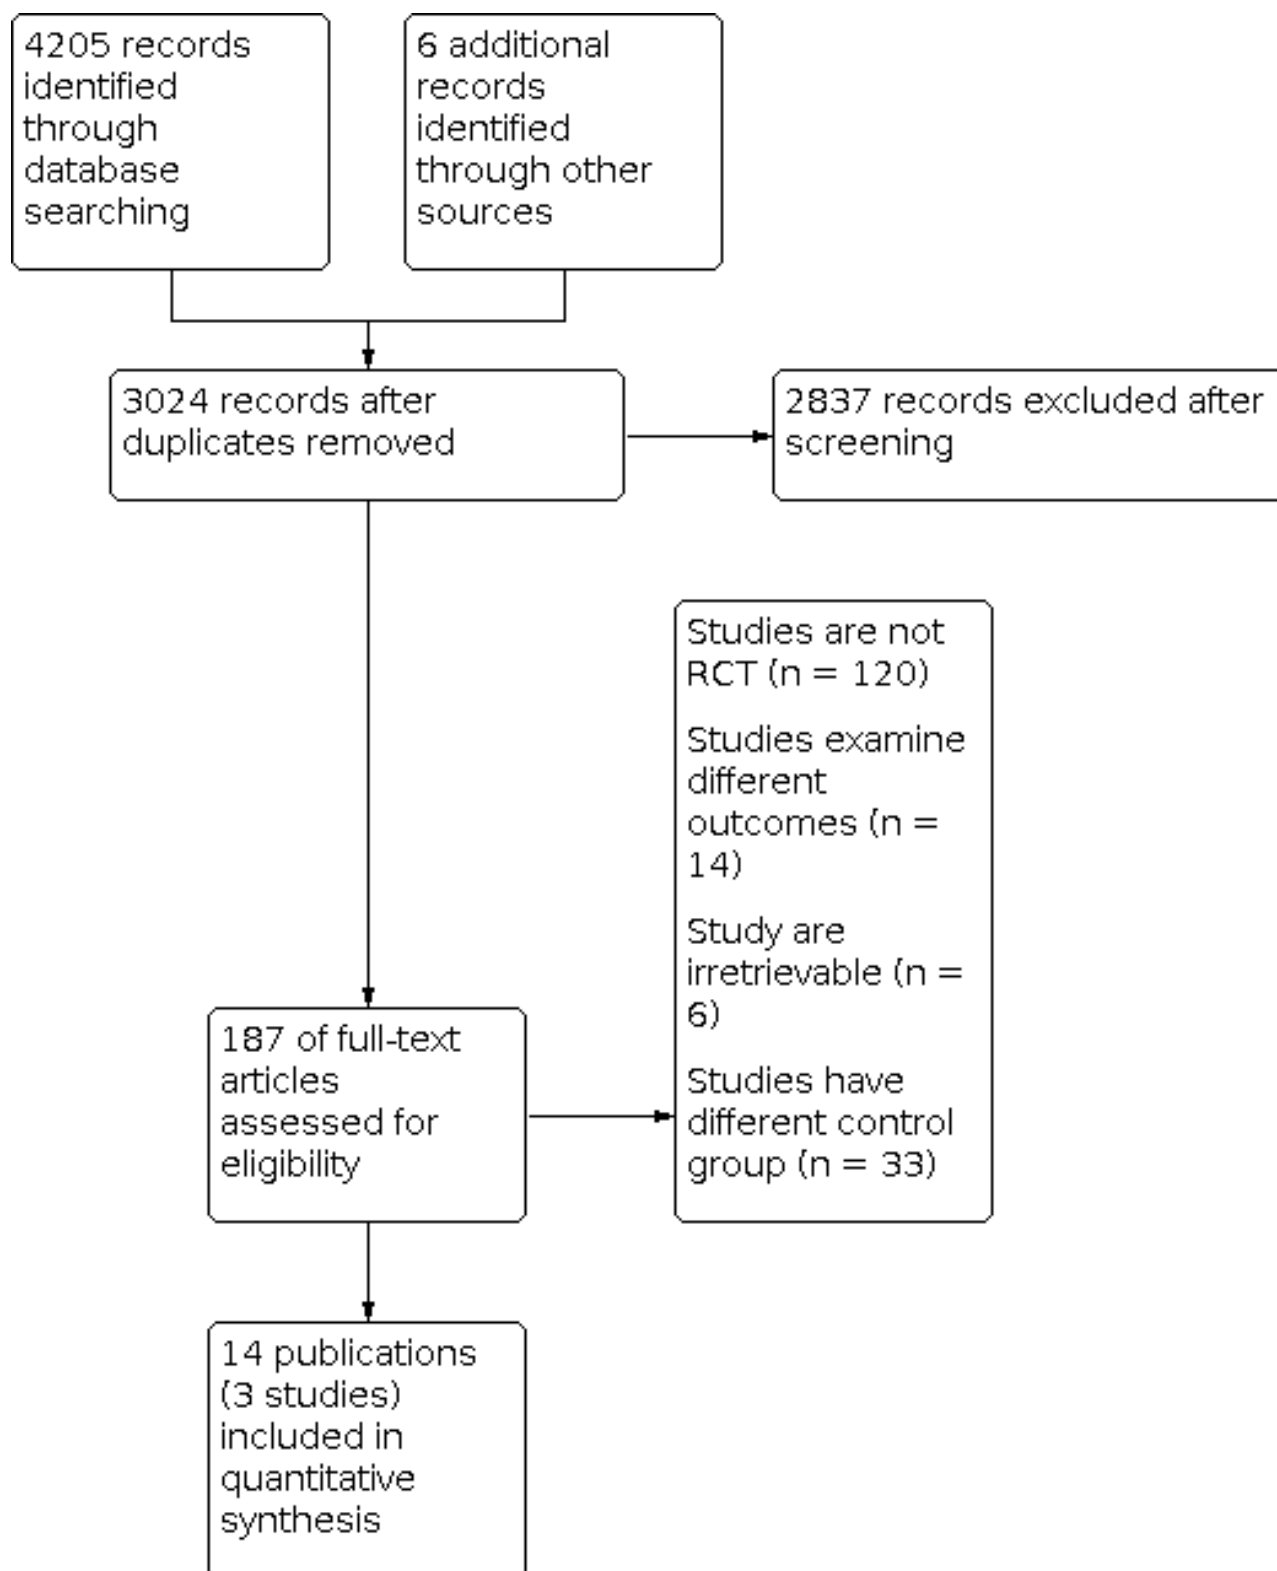 4205 records
identified
through
database
searching
6 additional
records
identified
through other
sources
3024 records after
duplicates removed
2837 records excluded after
screening
Studies are not
RCT (n = 120)
Studies examine
different
outcomes (n =
14)
Study are
irretrievable (n =
6)
Studies have
different control
group (n = 33)
187 of full-text
articles
assessed for
eligibility
14 publications
(3 studies)
included in
quantitative
synthesis